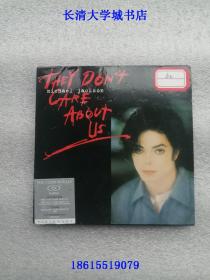 长清大学城书店
THEY DON'T
michael jackson
CARE
ABOUT
US
18615519079